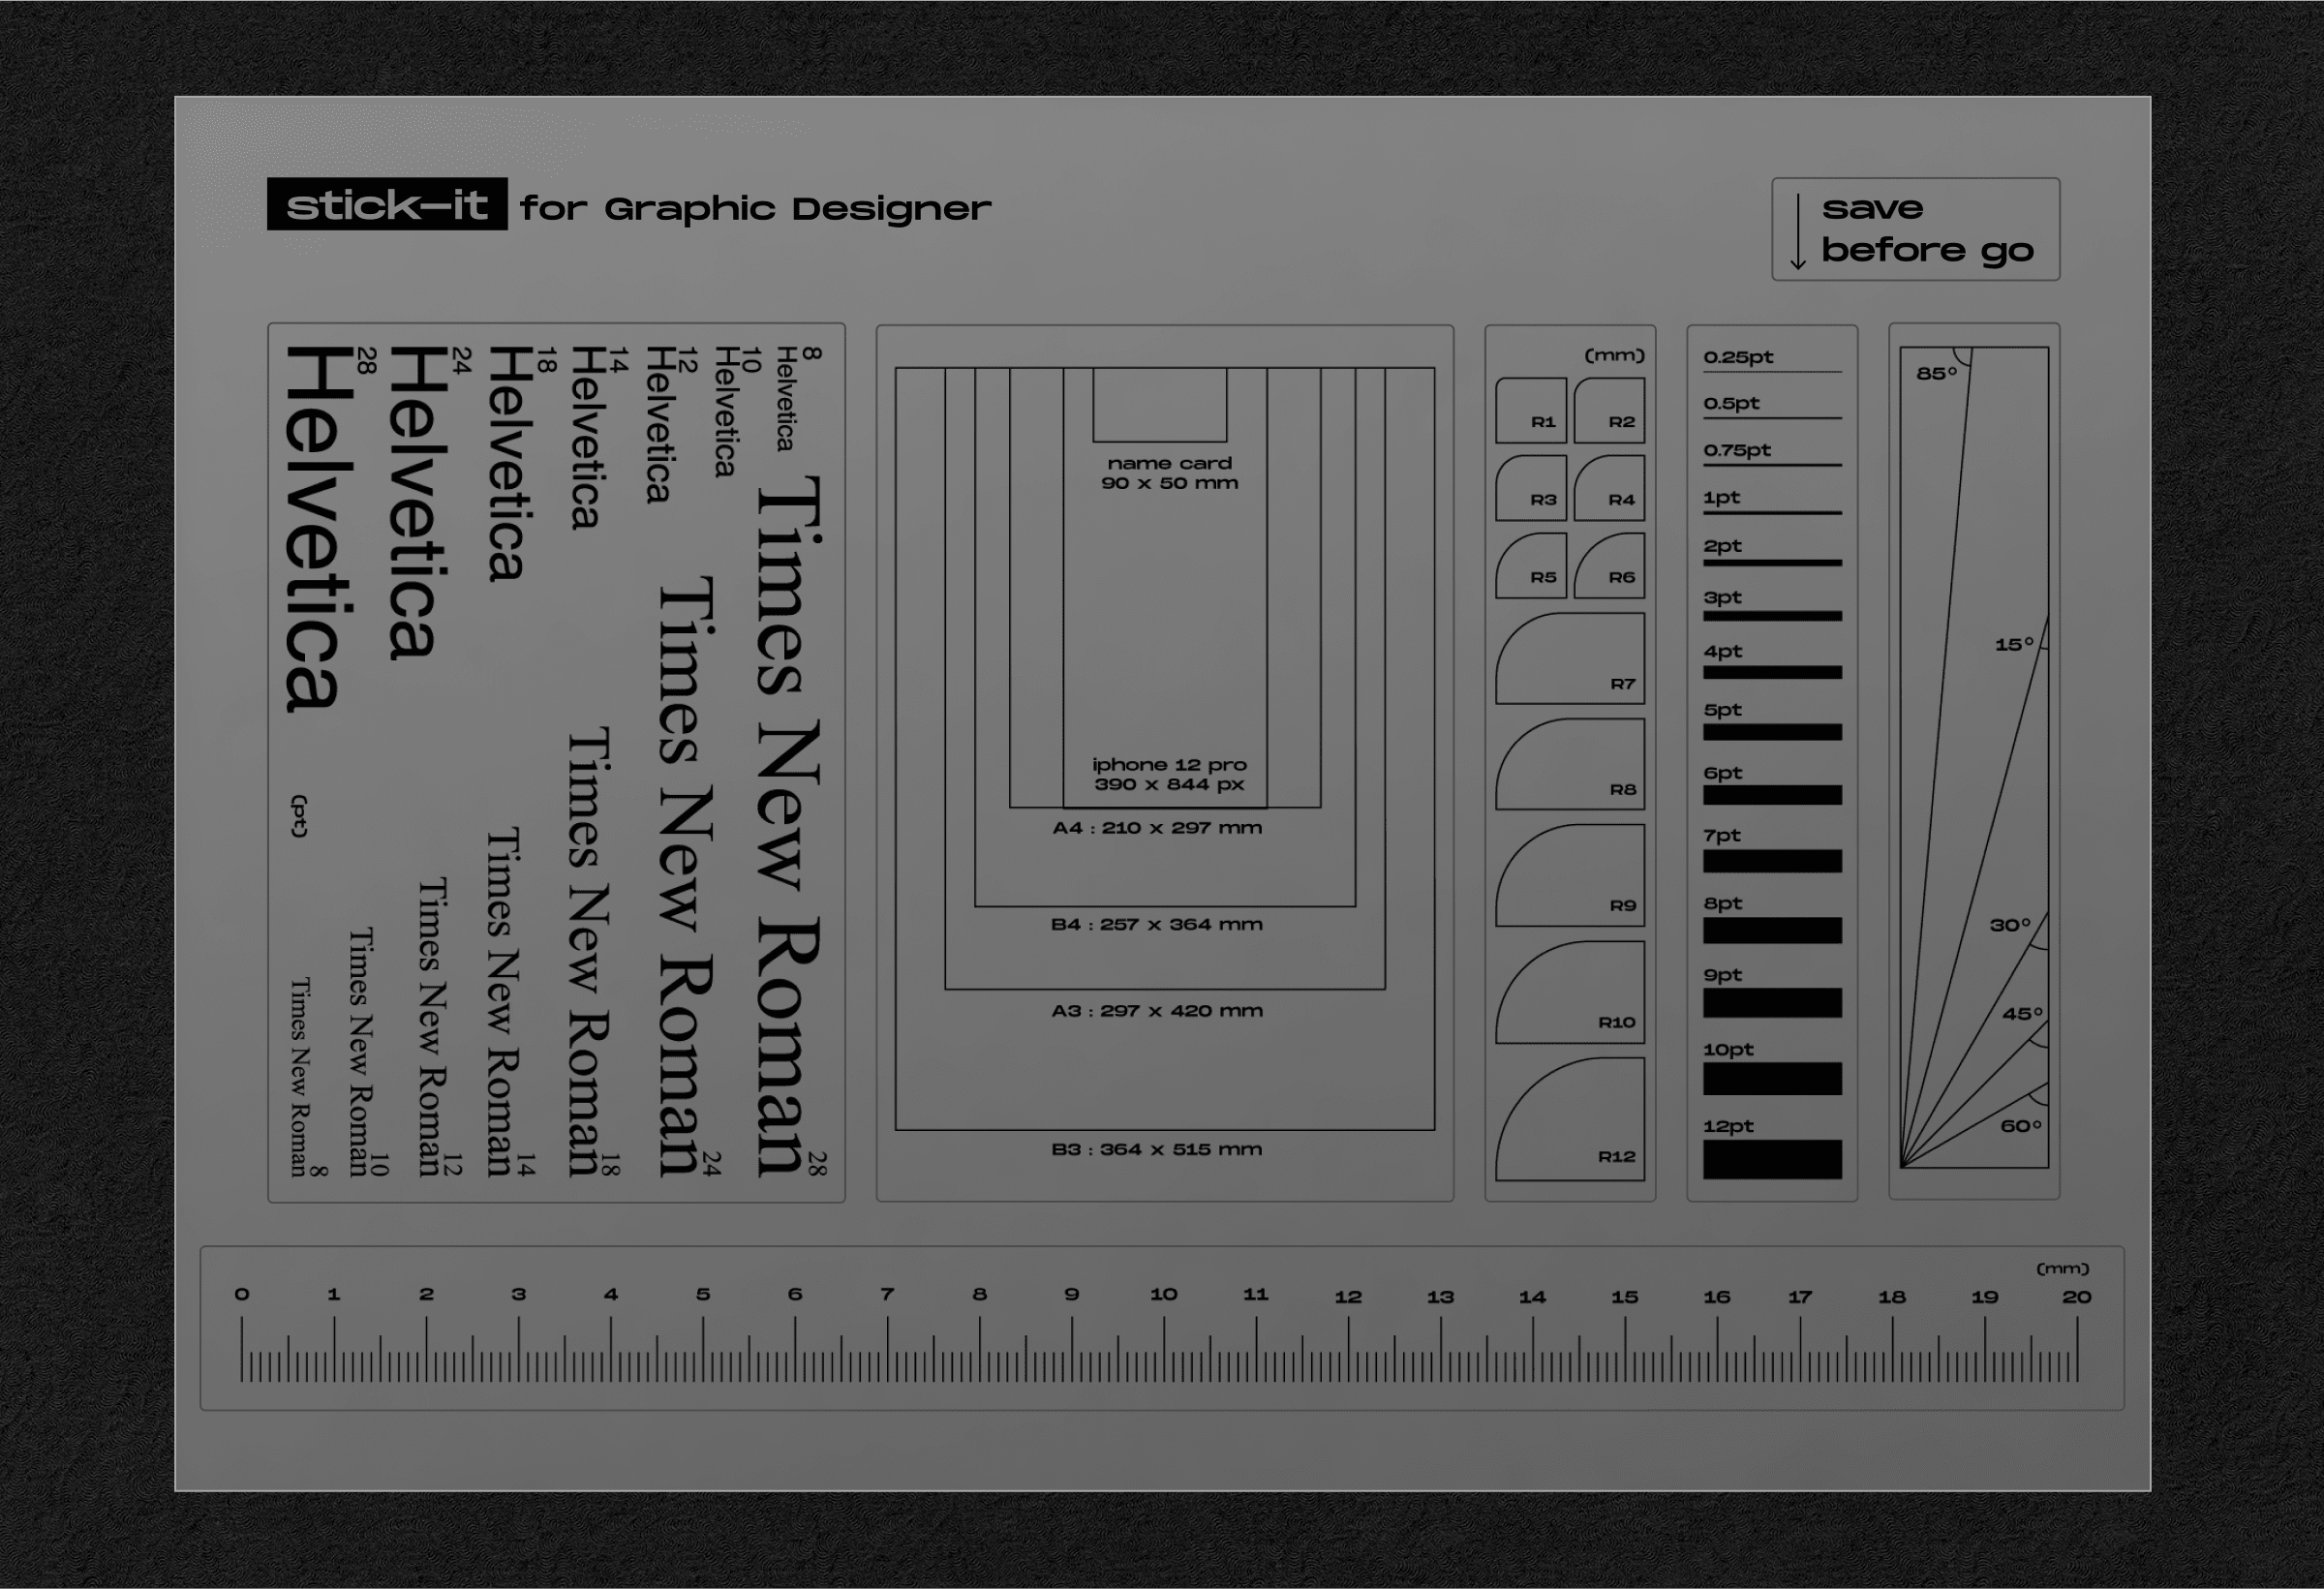 stick-it for Graphic Designer
save
before go
28
Helvetica
24
Helvetica
18
Helvetica
14
Helvetica
12
Helvetica
10
Helvetica
8
Helvetica
(pt)
Times New Roman 28
Times New Roman 24
Times New Roman 18
Times New Roman 14
Times New Roman 12
Times New Roman 10
Times New Roman 8
name card
90 x 50 mm
iphone 12 pro
390 x 844 px
A4 : 210 x 297 mm
B4 : 257 x 364 mm
A3 : 297 x 420 mm
B3 : 364 x 515 mm
(mm)
R1 R2
R3 R4
R5 R6
R7
R8
R9
R10
R12
0.25pt
0.5pt
0.75pt
1pt
2pt
3pt
4pt
5pt
6pt
7pt
8pt
9pt
10pt
12pt
85°
15°
30°
45°
60°
(mm)
0 1 2 3 4 5 6 7 8 9 10 11 12 13 14 15 16 17 18 19 20